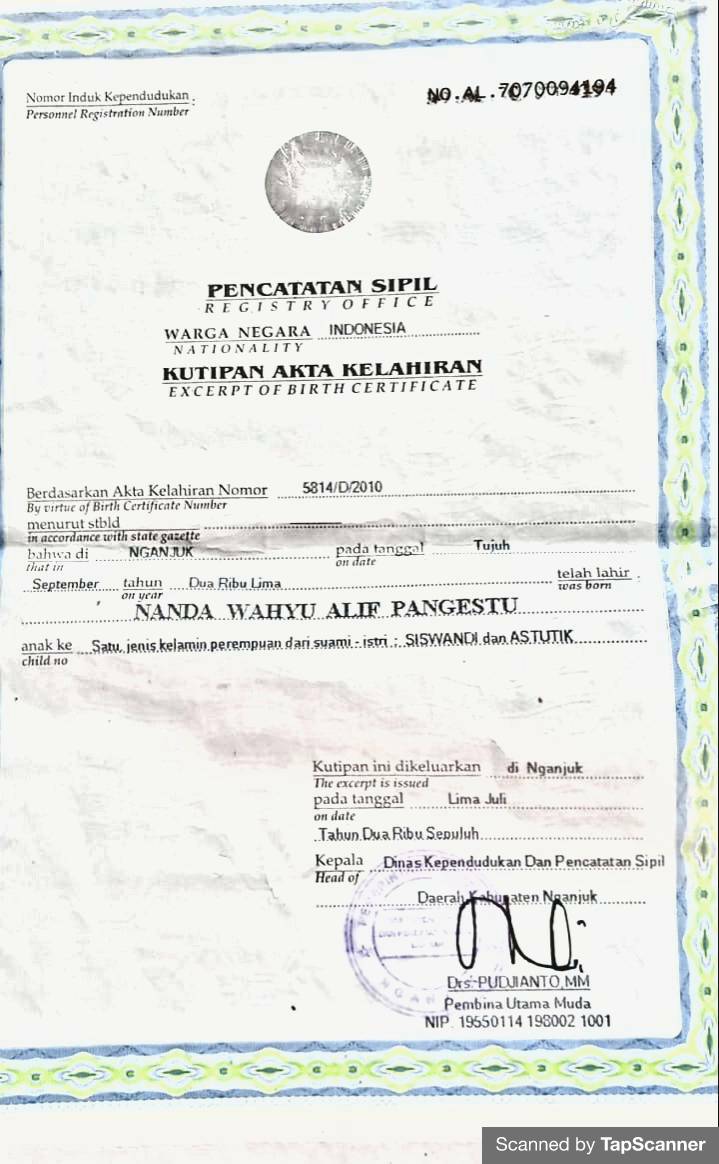 Nomor Induk Kependudukan :
Personnel Registration Number
NO.AL.7070094194
PENCATATAN SIPIL
REGISTRY OFFICE
WARGA NEGARA INDONESIA
NATIONALITY
KUTIPAN AKTA KELAHIRAN
EXCERPT OF BIRTH CERTIFICATE
Berdasarkan Akta Kelahiran Nomor 5814/D/2010
By virtue of Birth Certificate Number
menurut stbld
in accordance with state gazette
bahwa di NGANJUK pada tanggal Tujuh
that in on date
September tahun Dua Ribu Lima telah lahir :
on year was born
NANDA WAHYU ALIF PANGESTU
anak ke Satu, jenis kelamin perempuan dari suami - istri : SISWANDI dan ASTUTIK
child no
Kutipan ini dikeluarkan di Nganjuk
The excerpt is issued
pada tanggal Lima Juli
on date
Tahun Dua Ribu Sepuluh
Kepala Dinas Kependudukan Dan Pencatatan Sipil
Head of
Daerah Kabupaten Nganjuk
Drs. PUDJIANTO, MM
Pembina Utama Muda
NIP. 19550114 198002 1001
Scanned by TapScanner